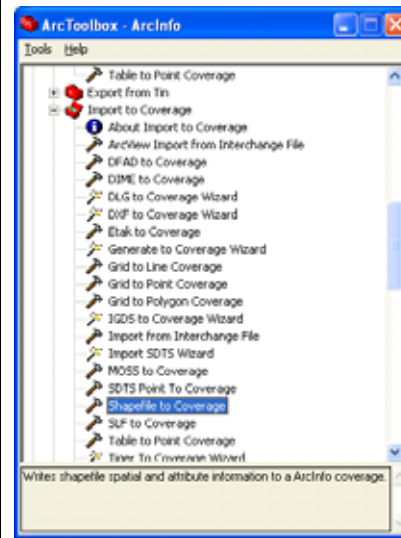 ArcToolbox - ArcInfo
Tools Help
Table to Point Coverage
Export from Tin
Import to Coverage
About Import to Coverage
ArcView Import from Interchange File
DFAD to Coverage
DIME to Coverage
DLG to Coverage Wizard
DXF to Coverage Wizard
Etak to Coverage
Generate to Coverage Wizard
Grid to Line Coverage
Grid to Point Coverage
Grid to Polygon Coverage
IGDS to Coverage Wizard
Import from Interchange File
Import SDTS Wizard
MOSS to Coverage
SDTS Point To Coverage
Shapefile to Coverage
SLF to Coverage
Table to Point Coverage
Tiger To Coverage Wizard
Writes shapefile spatial and attribute information to a ArcInfo coverage.